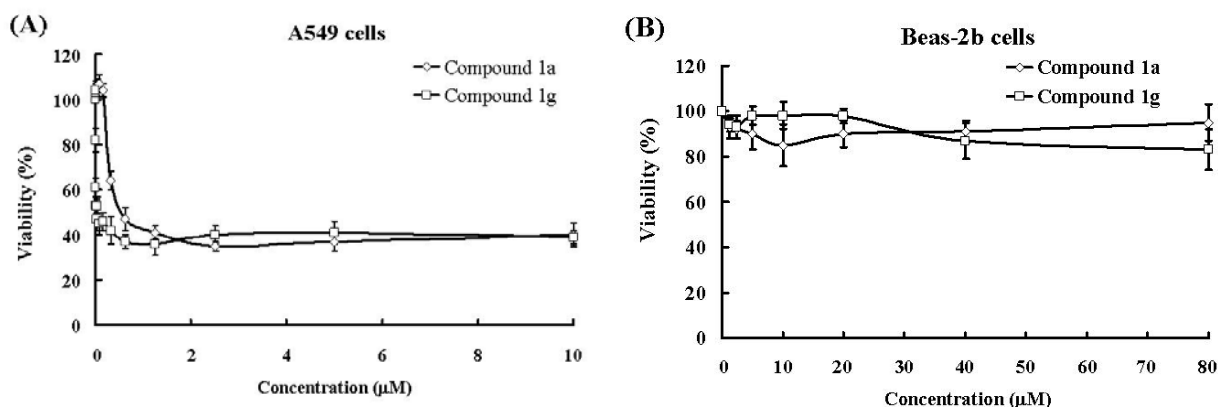 (A)
A549 cells
Compound 1a
Compound 1g
120
100
80
60
40
20
0
Viability (%)
0 2 4 6 8 10
Concentration (µM)
(B)
Beas-2b cells
Compound 1a
Compound 1g
120
100
80
60
40
20
0
Viability (%)
0 10 20 30 40 50 60 70 80
Concentration (µM)